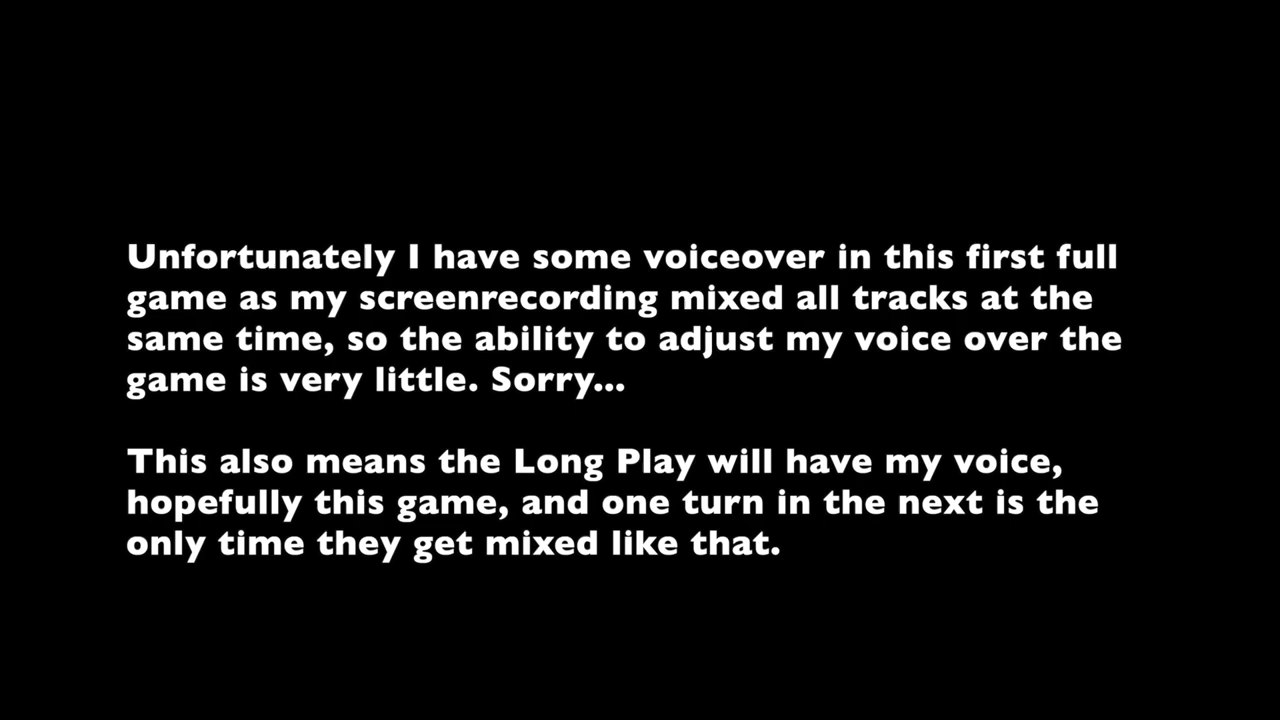 Unfortunately I have some voiceover in this first full
game as my screenrecording mixed all tracks at the
same time, so the ability to adjust my voice over the
game is very little. Sorry...
This also means the Long Play will have my voice,
hopefully this game, and one turn in the next is the
only time they get mixed like that.